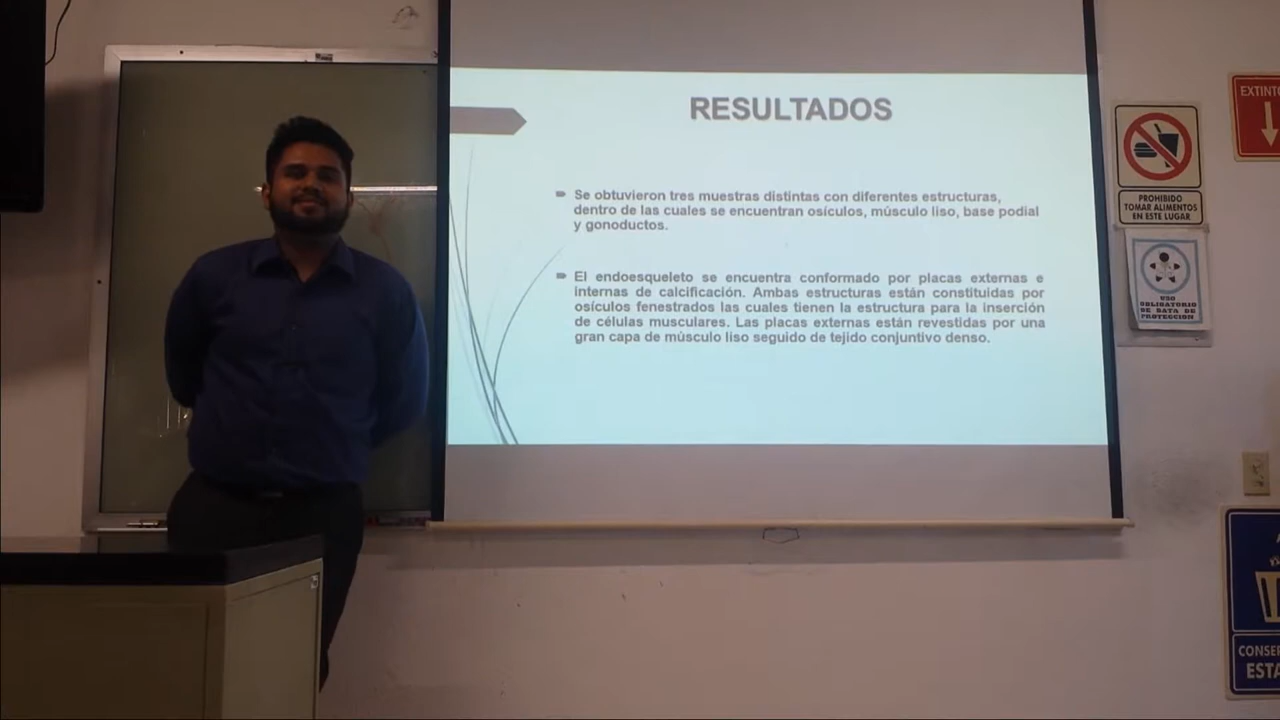 RESULTADOS
Se obtuvieron tres muestras distintas con diferentes estructuras,
dentro de las cuales se encuentran osículos, músculo liso, base podial
y gonoductos.
El endoesqueleto se encuentra conformado por placas externas e
internas de calcificación. Ambas estructuras están constituidas por
osículos fenestrados las cuales tienen la estructura para la inserción
de células musculares. Las placas externas están revestidas por una
gran capa de músculo liso seguido de tejido conjuntivo denso.
PROHIBIDO
TOMAR ALIMENTOS
EN ESTE LUGAR
USO
OBLIGATORIO
DE BATA DE
PROTECCION
EXTINTO
CONSER
ESTA